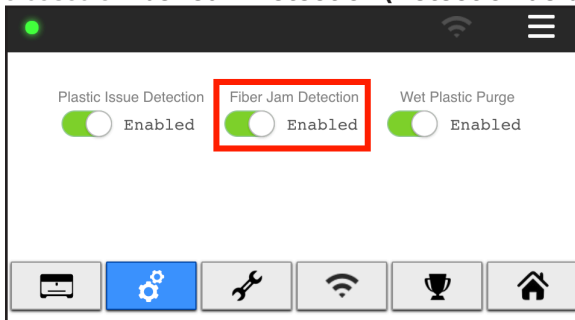 Plastic Issue Detection Fiber Jam Detection Wet Plastic Purge
Enabled Enabled Enabled